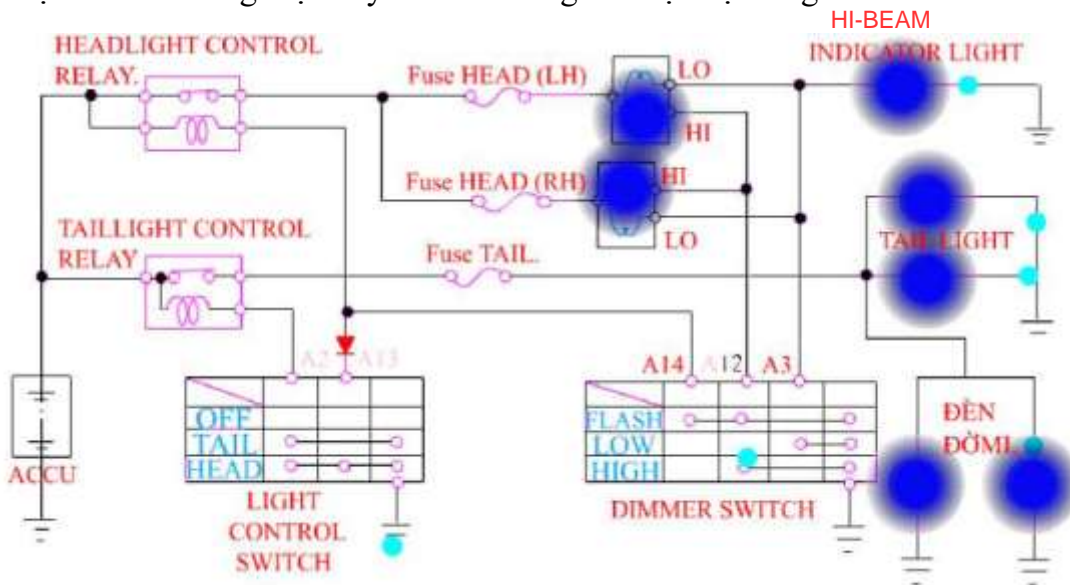 HI-BEAM
INDICATOR LIGHT
HEADLIGHT CONTROL
RELAY.
Fuse HEAD (LH)
LO
HI
Fuse HEAD (RH)
HI
LO
TAILLIGHT CONTROL
RELAY
Fuse TAIL.
TAIL LIGHT
A2 A13
A14 A12 A3
OFF
TAIL
HEAD
FLASH
LOW
HIGH
ACCU
LIGHT
CONTROL
SWITCH
DIMMER SWITCH
ĐÈN
ĐỜMI.